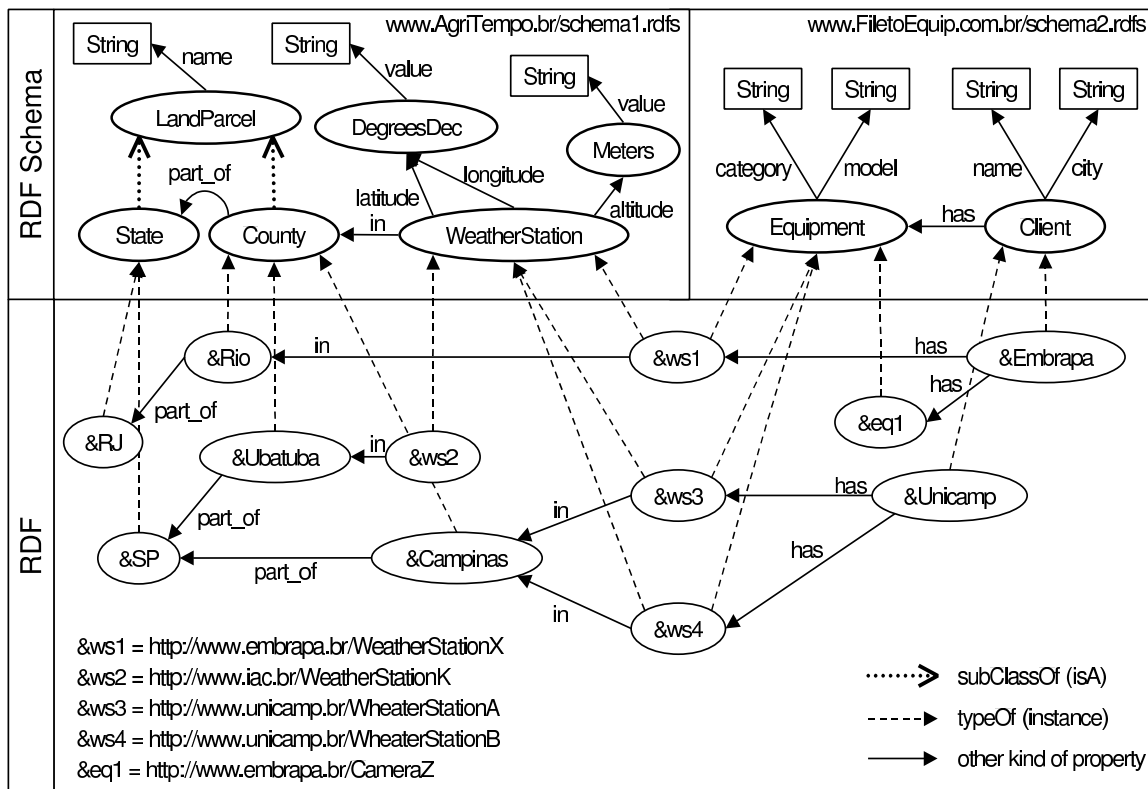 www.AgriTempo.br/schema1.rdfs
www.FiletoEquip.com.br/schema2.rdfs
RDF Schema
String
name
LandParcel
String
value
DegreesDec
String
value
Meters
part_of
latitude
longitude
altitude
State
County
in
WeatherStation
String
String
String
String
category
model
name
city
Equipment
has
Client
RDF
&Rio
in
&ws1
has
&Embrapa
has
part_of
&eq1
&RJ
&Ubatuba
in
&ws2
&ws3
has
&Unicamp
part_of
in
&SP
part_of
&Campinas
has
in
&ws4
&ws1 = http://www.embrapa.br/WeatherStationX
&ws2 = http://www.iac.br/WeatherStationK
&ws3 = http://www.unicamp.br/WheaterStationA
&ws4 = http://www.unicamp.br/WheaterStationB
&eq1 = http://www.embrapa.br/CameraZ
subClassOf (isA)
typeOf (instance)
other kind of property